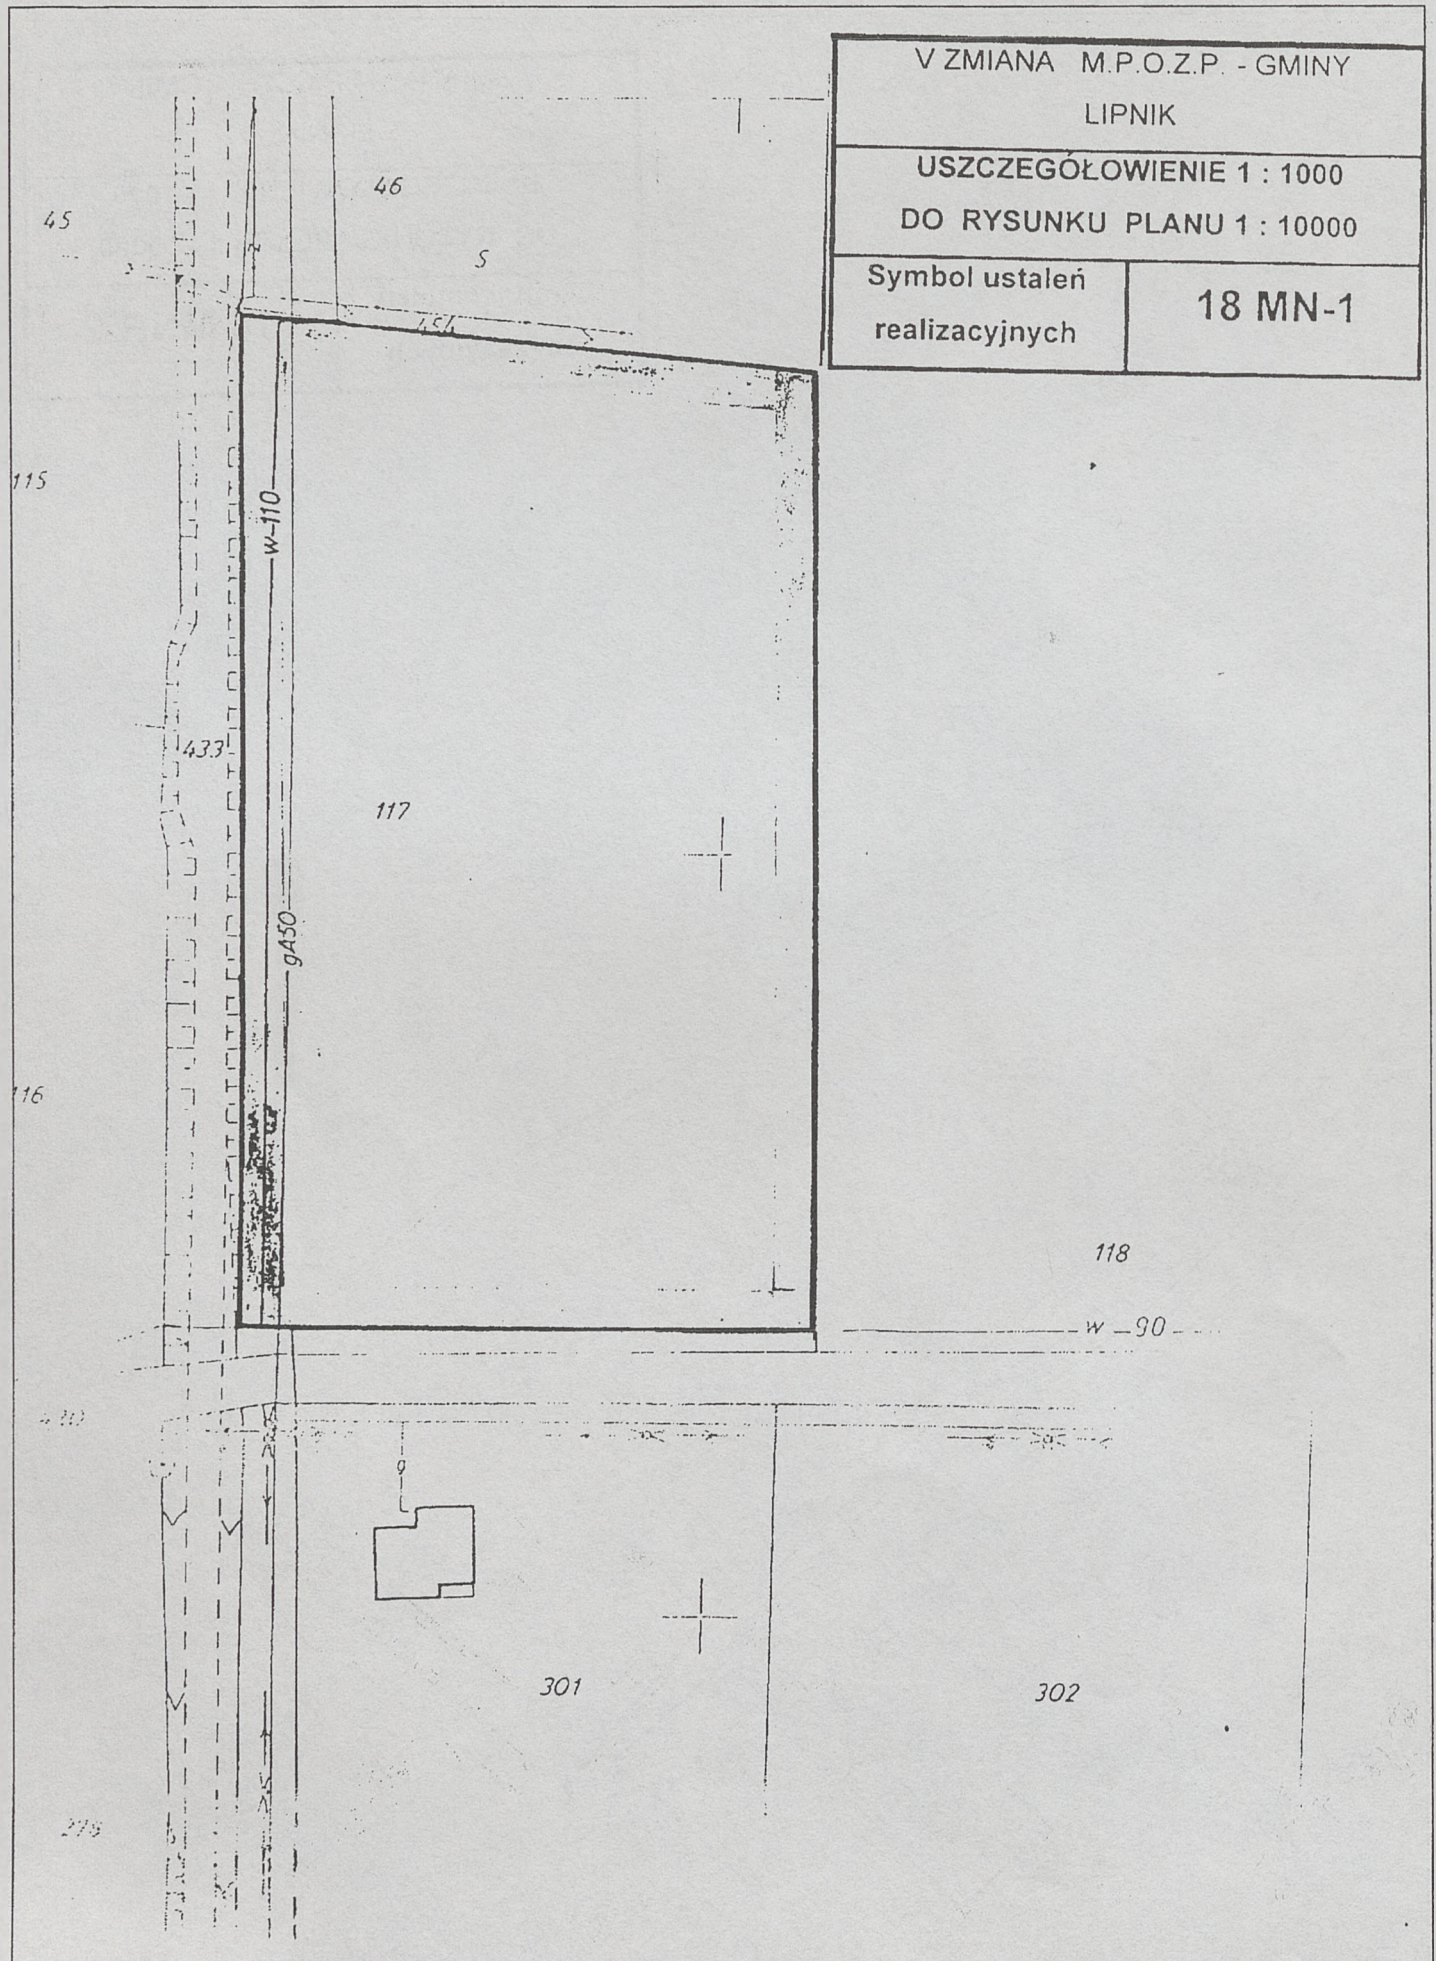 V ZMIANA M.P.O.Z.P. - GMINY
LIPNIK
USZCZEGÓŁOWIENIE 1 : 1000
DO RYSUNKU PLANU 1 : 10000
Symbol ustaleń
realizacyjnych
18 MN-1
46
45
S
454
115
w-110
433
117
gA50
116
118
w-90
g
301
302